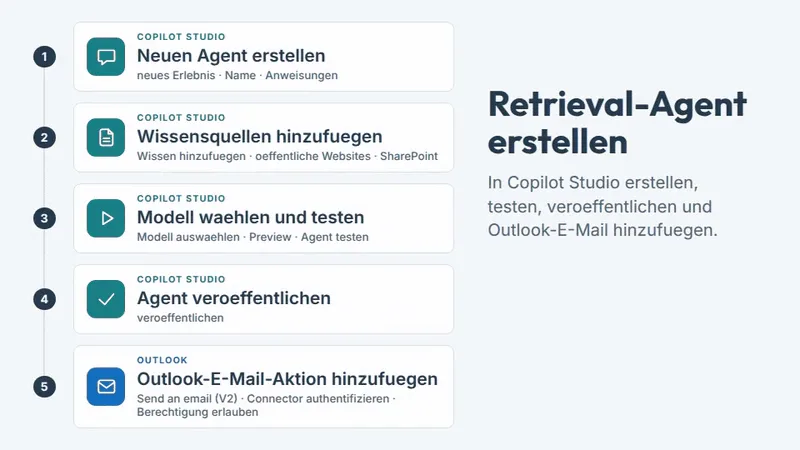 1
COPILOT STUDIO
Neuen Agent erstellen
neues Erlebnis · Name · Anweisungen
2
COPILOT STUDIO
Wissensquellen hinzufuegen
Wissen hinzufuegen · oeffentliche Websites · SharePoint
3
COPILOT STUDIO
Modell waehlen und testen
Modell auswaehlen · Preview · Agent testen
4
COPILOT STUDIO
Agent veroeffentlichen
veroeffentlichen
5
OUTLOOK
Outlook-E-Mail-Aktion hinzufuegen
Send an email (V2) · Connector authentifizieren ·
Berechtigung erlauben
Retrieval-Agent
erstellen
In Copilot Studio erstellen,
testen, veroeffentlichen und
Outlook-E-Mail hinzufuegen.